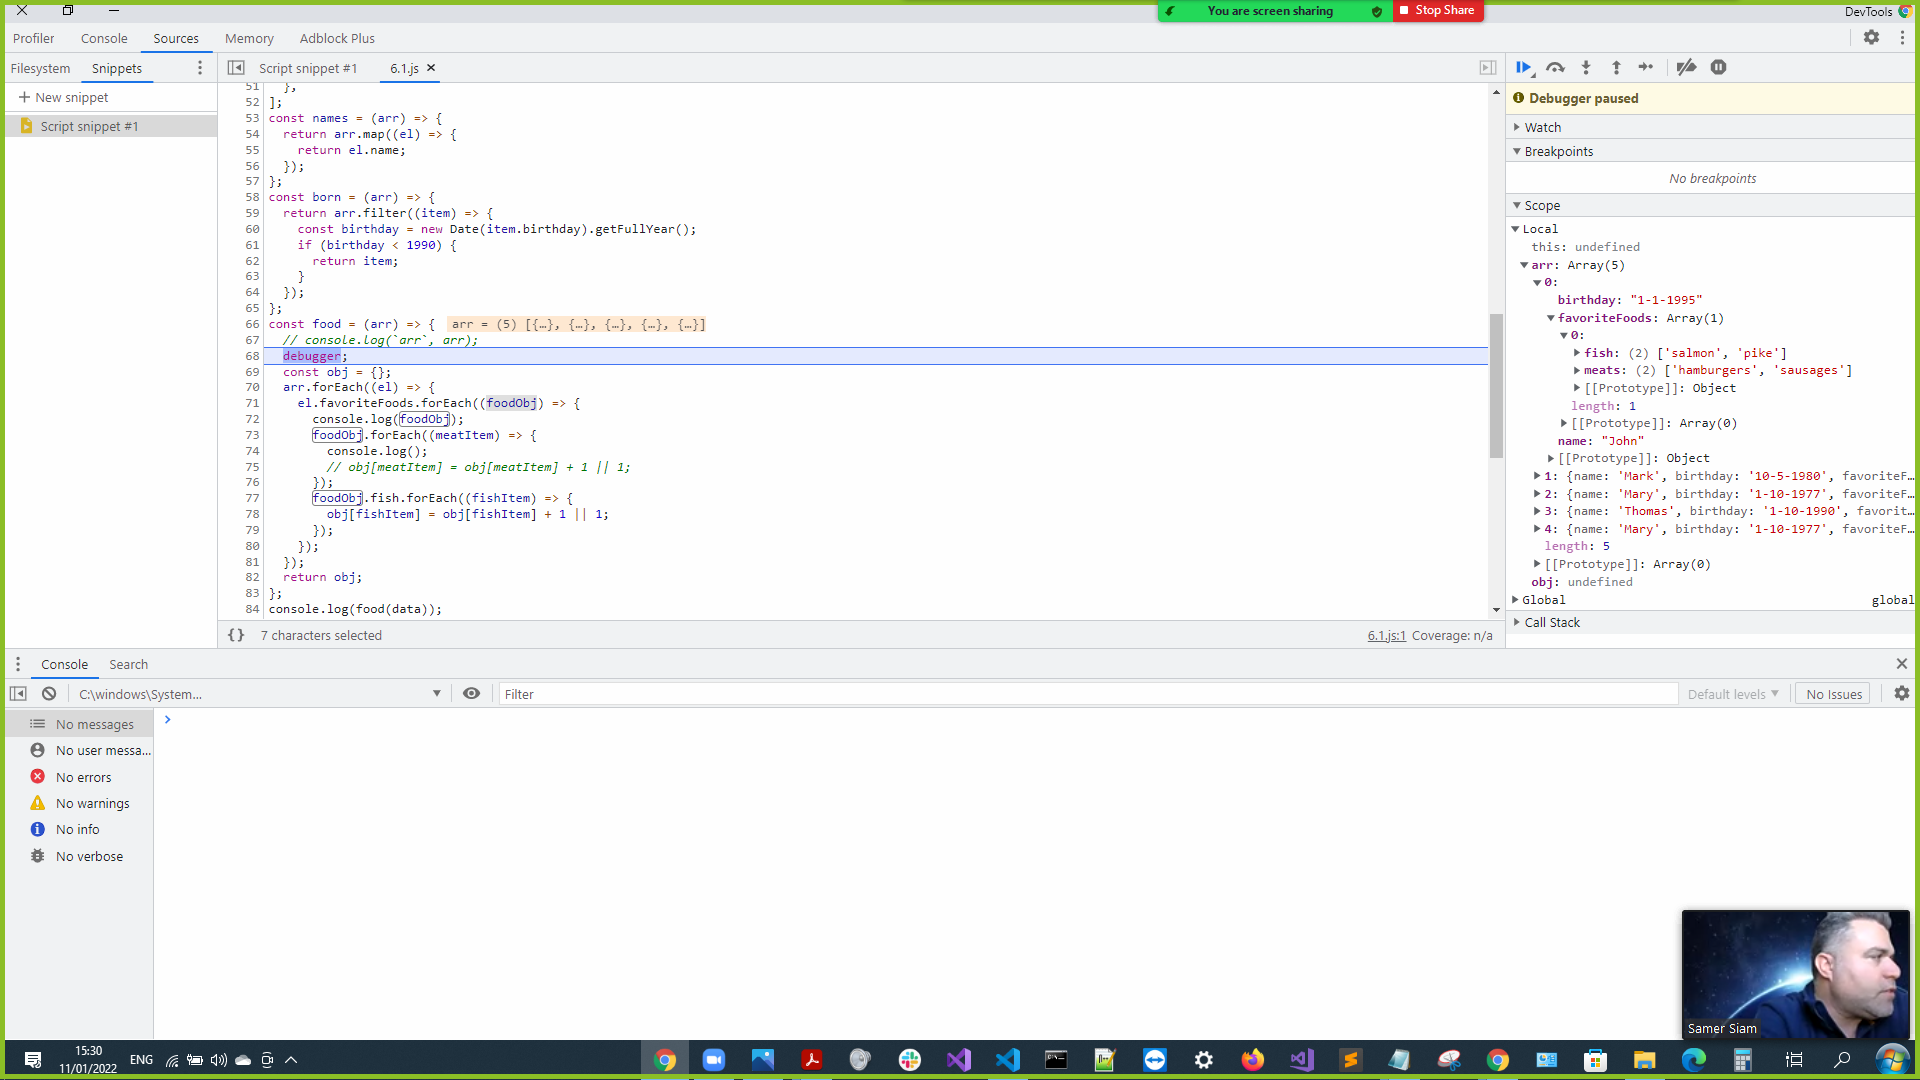 You are screen sharing
Stop Share
DevTools
Profiler Console Sources Memory Adblock Plus
Filesystem Snippets
Script snippet #1 6.1.js
+ New snippet
Script snippet #1
51 },
52 ];
53 const names = (arr) => {
54 return arr.map((el) => {
55 return el.name;
56 });
57 };
58 const born = (arr) => {
59 return arr.filter((item) => {
60 const birthday = new Date(item.birthday).getFullYear();
61 if (birthday < 1990) {
62 return item;
63 }
64 });
65 };
66 const food = (arr) => { arr = (5) [{…}, {…}, {…}, {…}, {…}]
67 // console.log(`arr`, arr);
68 debugger;
69 const obj = {};
70 arr.forEach((el) => {
71 el.favoriteFoods.forEach((foodObj) => {
72 console.log(foodObj);
73 foodObj.forEach((meatItem) => {
74 console.log();
75 // obj[meatItem] = obj[meatItem] + 1 || 1;
76 });
77 foodObj.fish.forEach((fishItem) => {
78 obj[fishItem] = obj[fishItem] + 1 || 1;
79 });
80 });
81 });
82 return obj;
83 };
84 console.log(food(data));
{} 7 characters selected
6.1.js:1 Coverage: n/a
Debugger paused
Watch
Breakpoints
No breakpoints
Scope
Local
this: undefined
arr: Array(5)
0:
birthday: "1-1-1995"
favoriteFoods: Array(1)
0:
fish: (2) ['salmon', 'pike']
meats: (2) ['hamburgers', 'sausages']
[[Prototype]]: Object
length: 1
[[Prototype]]: Array(0)
name: "John"
[[Prototype]]: Object
1: {name: 'Mark', birthday: '10-5-1980', favoriteF…
2: {name: 'Mary', birthday: '1-10-1977', favoriteF…
3: {name: 'Thomas', birthday: '1-10-1990', favorit…
4: {name: 'Mary', birthday: '1-10-1977', favoriteF…
length: 5
[[Prototype]]: Array(0)
obj: undefined
Global global
Call Stack
Console Search
C:\windows\System...
Filter
Default levels
No Issues
No messages
No user messa...
No errors
No warnings
No info
No verbose
Samer Siam
15:30
11/01/2022
ENG